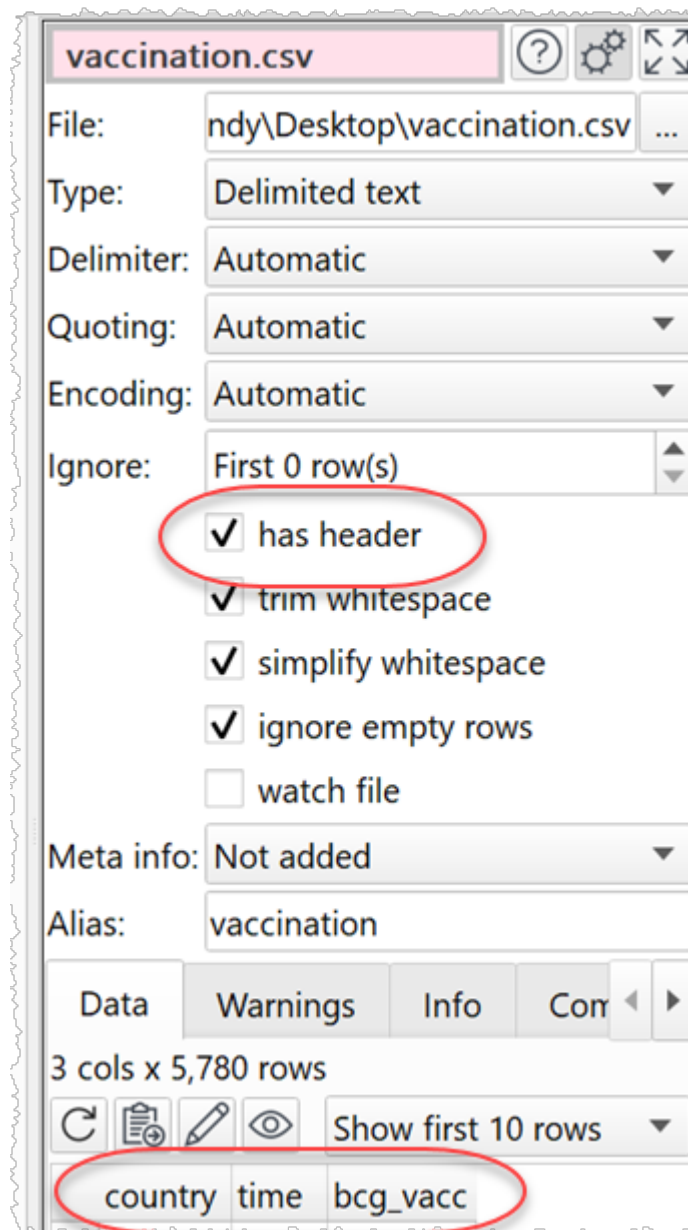 vaccination.csv
File: ndy\Desktop\vaccination.csv ...
Type: Delimited text
Delimiter: Automatic
Quoting: Automatic
Encoding: Automatic
Ignore: First 0 row(s)
has header
trim whitespace
simplify whitespace
ignore empty rows
watch file
Meta info: Not added
Alias: vaccination
Data Warnings Info Com
3 cols x 5,780 rows
Show first 10 rows
country time bcg_vacc